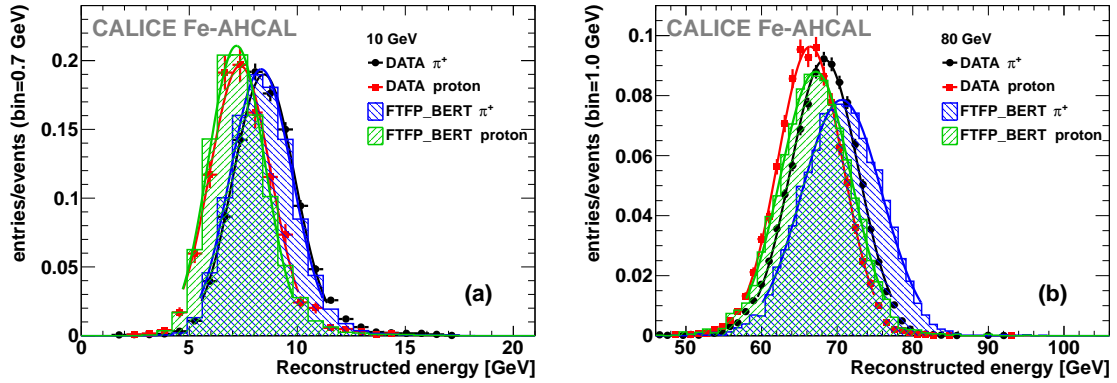 CALICE Fe-AHCAL
10 GeV
DATA π+
DATA proton
FTFP_BERT π+
FTFP_BERT proton
(a)
entries/events (bin=0.7 GeV)
0.2
0.15
0.1
0.05
0
0 5 10 15 20
Reconstructed energy [GeV]
CALICE Fe-AHCAL
80 GeV
DATA π+
DATA proton
FTFP_BERT π+
FTFP_BERT proton
(b)
entries/events (bin=1.0 GeV)
0.1
0.08
0.06
0.04
0.02
0
50 60 70 80 90 100
Reconstructed energy [GeV]